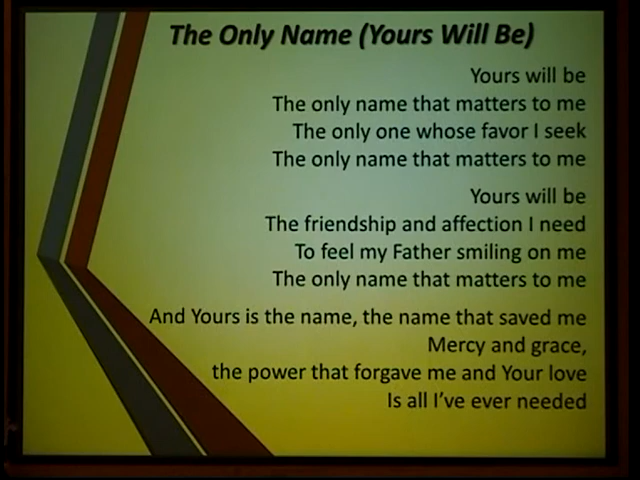 The Only Name (Yours Will Be)
Yours will be
The only name that matters to me
The only one whose favor I seek
The only name that matters to me
Yours will be
The friendship and affection I need
To feel my Father smiling on me
The only name that matters to me
And Yours is the name, the name that saved me
Mercy and grace,
the power that forgave me and Your love
Is all I've ever needed